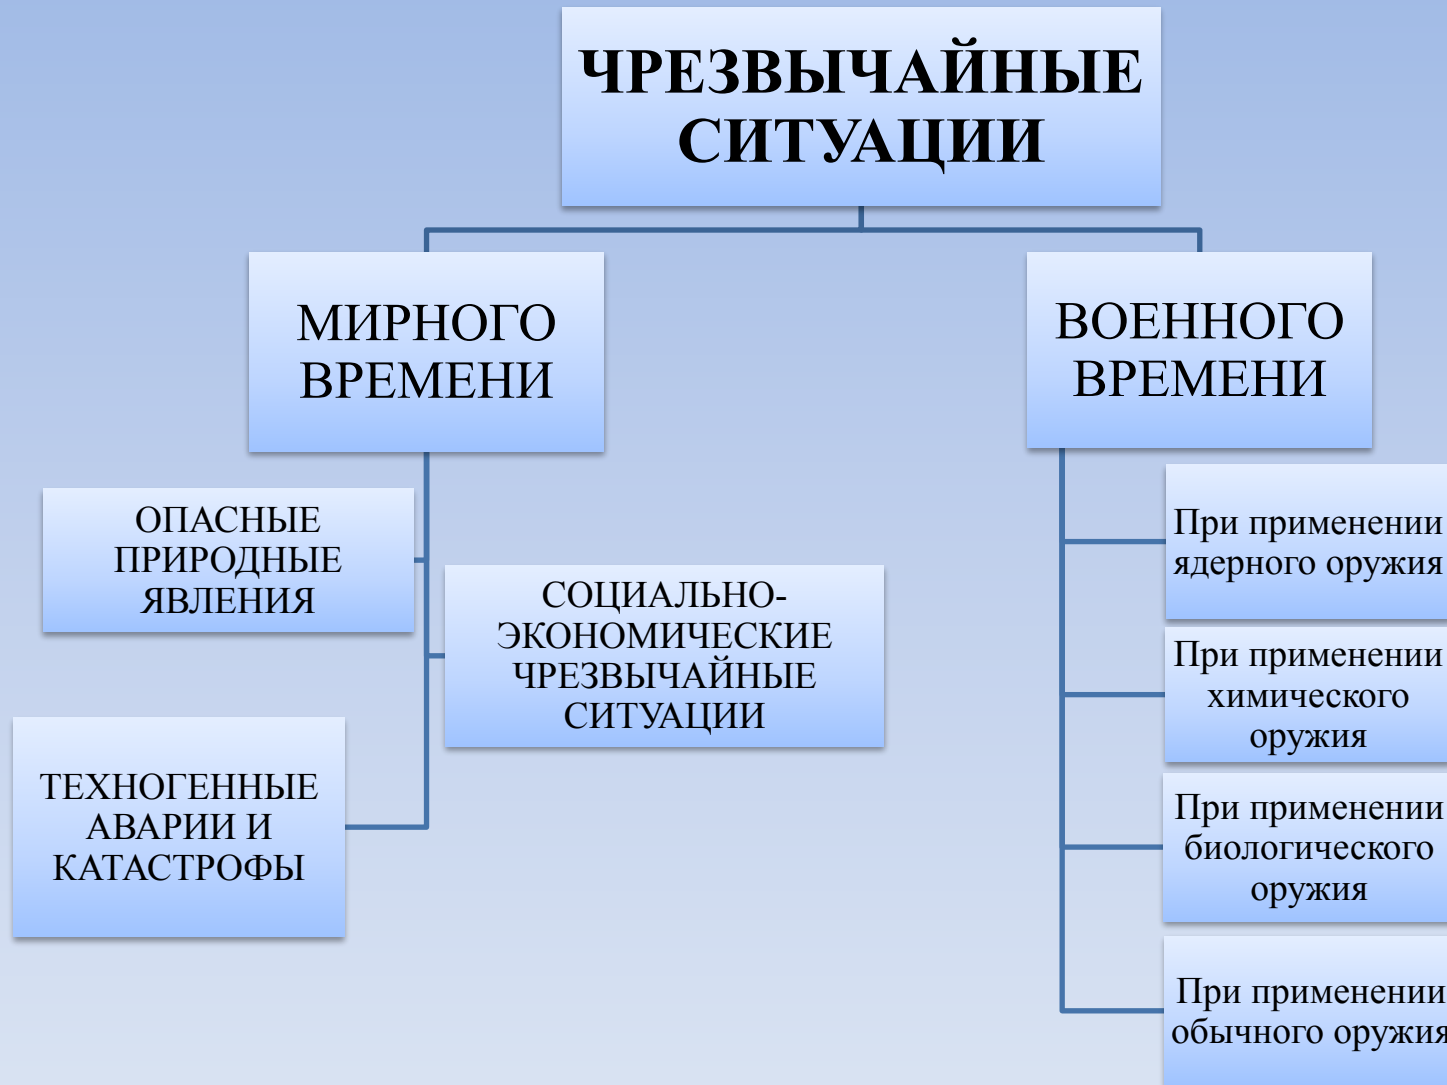 ЧРЕЗВЫЧАЙНЫЕ
СИТУАЦИИ
МИРНОГО
ВРЕМЕНИ
ОПАСНЫЕ
ПРИРОДНЫЕ
ЯВЛЕНИЯ
СОЦИАЛЬНО-
ЭКОНОМИЧЕСКИЕ
ЧРЕЗВЫЧАЙНЫЕ
СИТУАЦИИ
ТЕХНОГЕННЫЕ
АВАРИИ И
КАТАСТРОФЫ
ВОЕННОГО
ВРЕМЕНИ
При применении
ядерного оружия
При применении
химического
оружия
При применении
биологического
оружия
При применении
обычного оружия